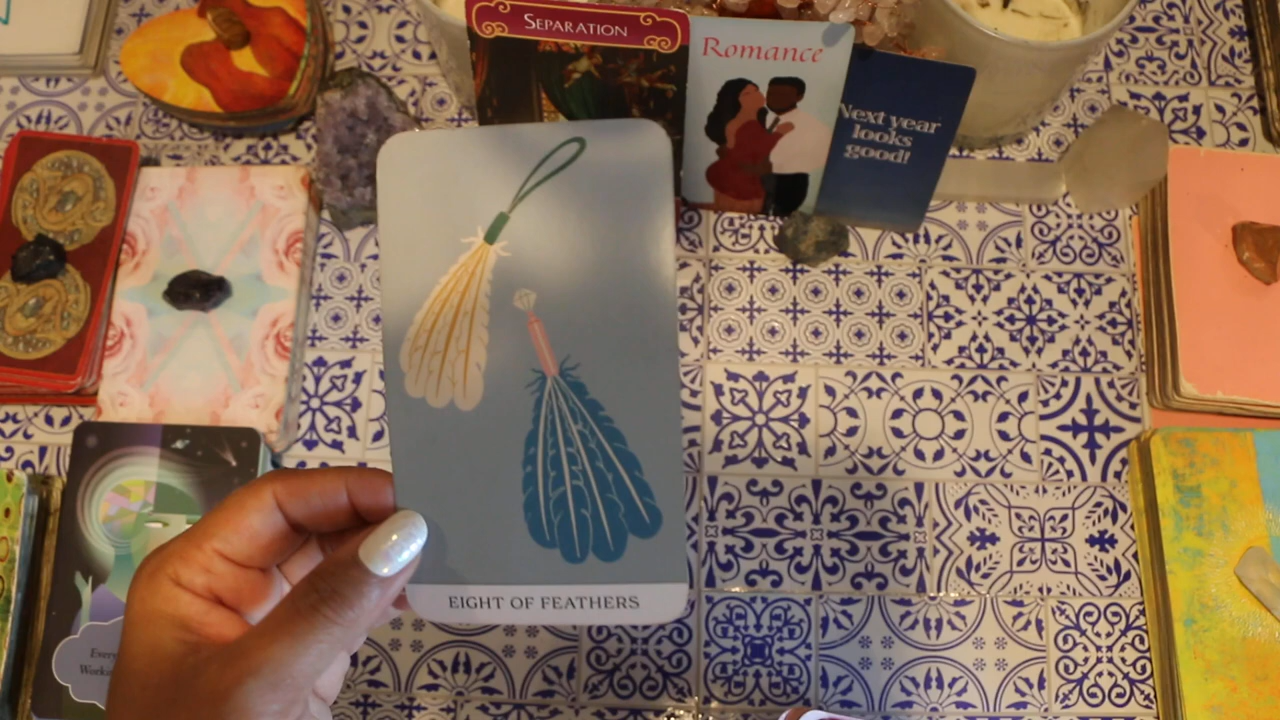 SEPARATION
Romance
Next year
looks
good!
EIGHT OF FEATHERS